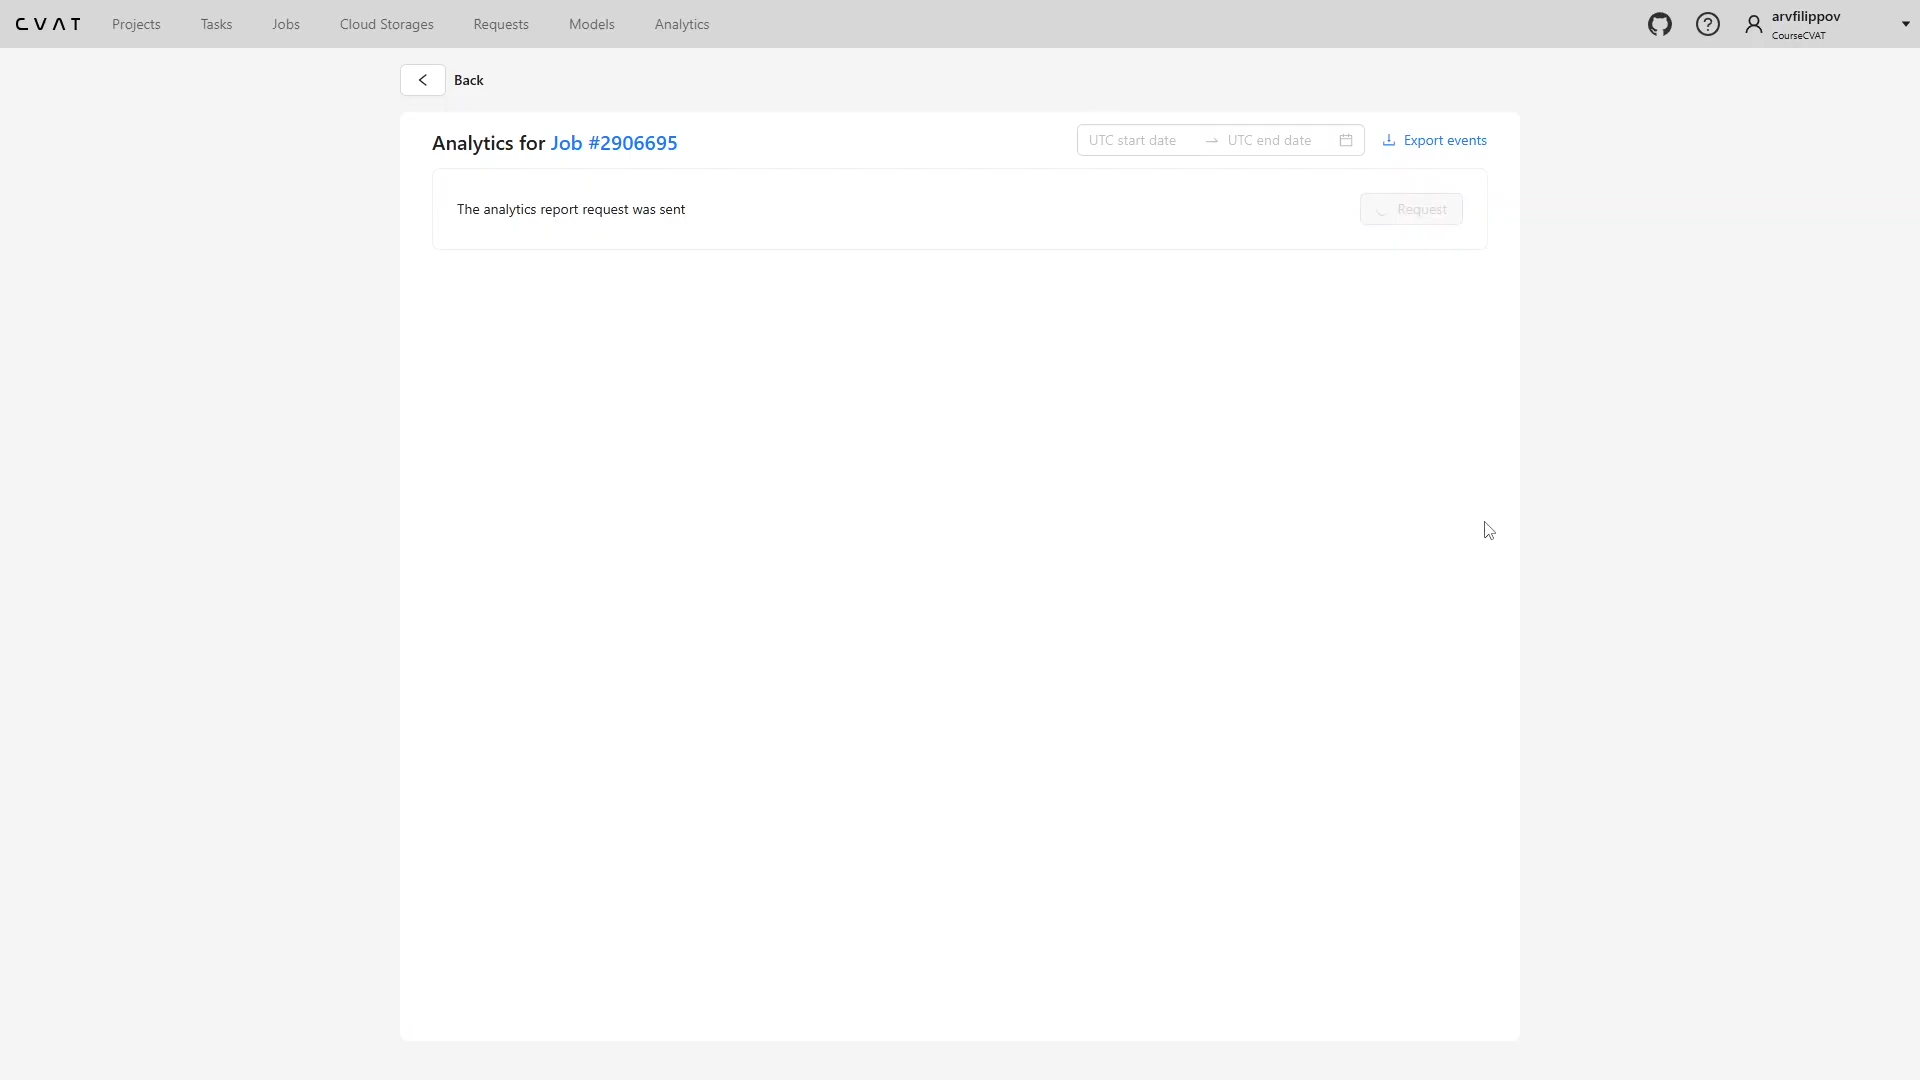 CVAT Projects Tasks Jobs Cloud Storages Requests Models Analytics arvfilippov
CourseCVAT
Back
Analytics for Job #2906695 UTC start date → UTC end date Export events
The analytics report request was sent Request